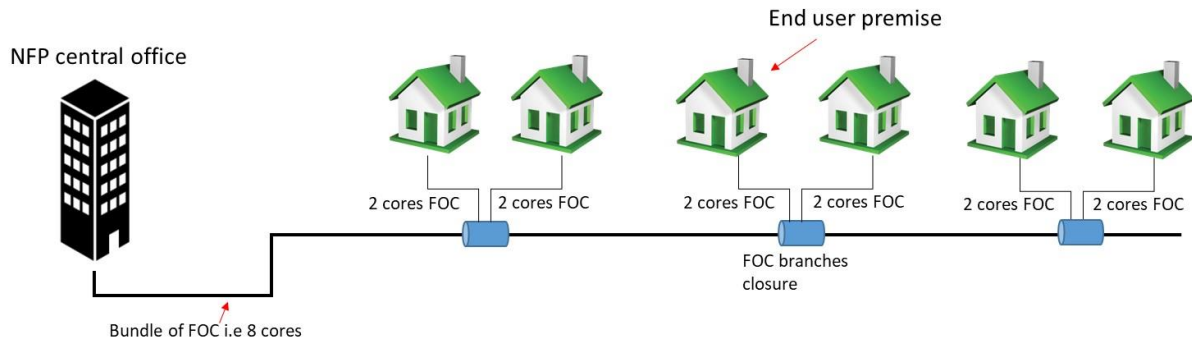 End user premise
NFP central office
2 cores FOC
2 cores FOC
2 cores FOC
2 cores FOC
2 cores FOC
2 cores FOC
FOC branches
closure
Bundle of FOC i.e 8 cores